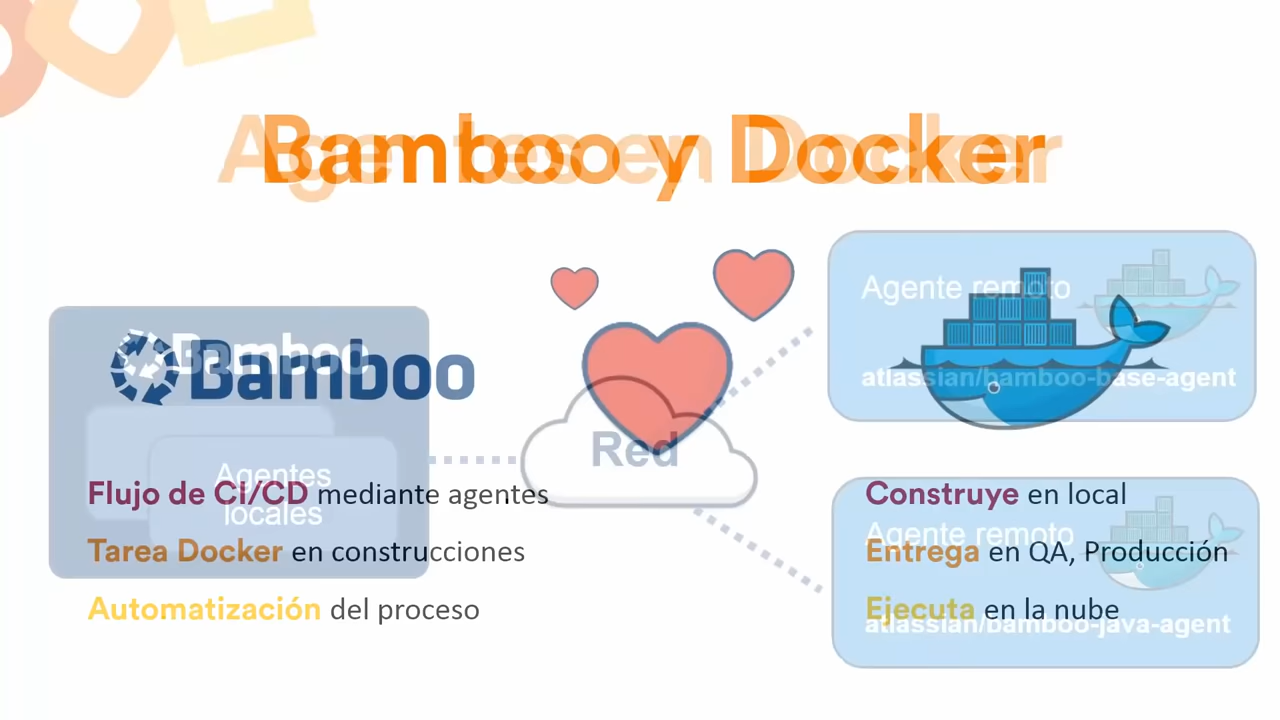 Bamboo y Docker
Agentes en Docker
Bamboo
Flujo de CI/CD mediante agentes
Tarea Docker en construcciones
Automatización del proceso
Construye en local
Entrega en QA, Producción
Ejecuta en la nube
Bamboo
Agentes
locales
Red
Agente remoto
atlassian/bamboo-base-agent
Agente remoto
atlassian/bamboo-java-agent